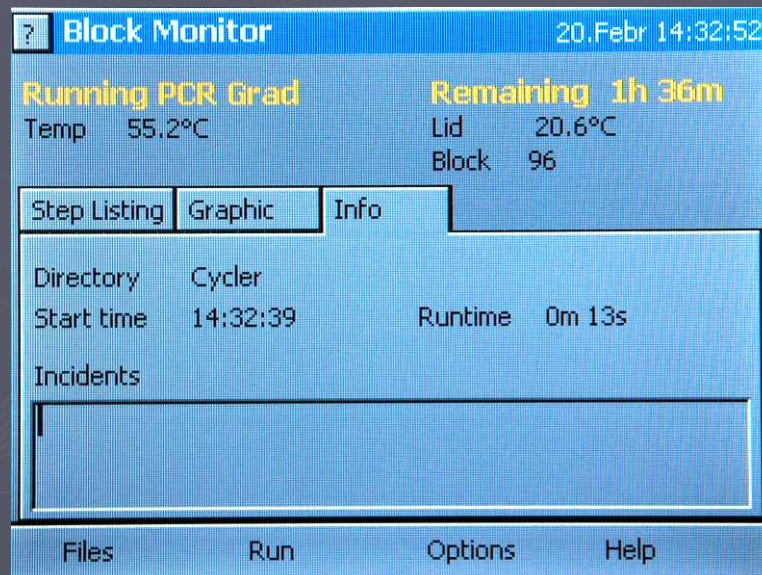 ? Block Monitor 20.Febr 14:32:52
Running PCR Grad Remaining 1h 36m
Temp 55.2°C Lid 20.6°C
Block 96
Step Listing Graphic Info
Directory Cycler
Start time 14:32:39 Runtime 0m 13s
Incidents
Files Run Options Help